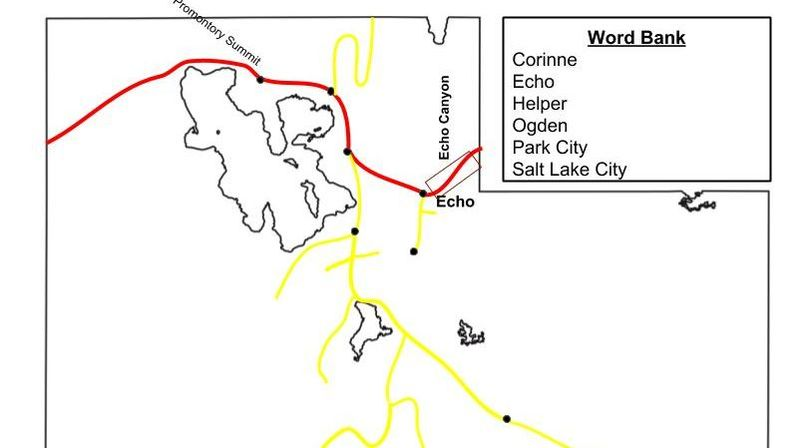 Promontory Summit
Echo Canyon
Echo
Word Bank
Corinne
Echo
Helper
Ogden
Park City
Salt Lake City